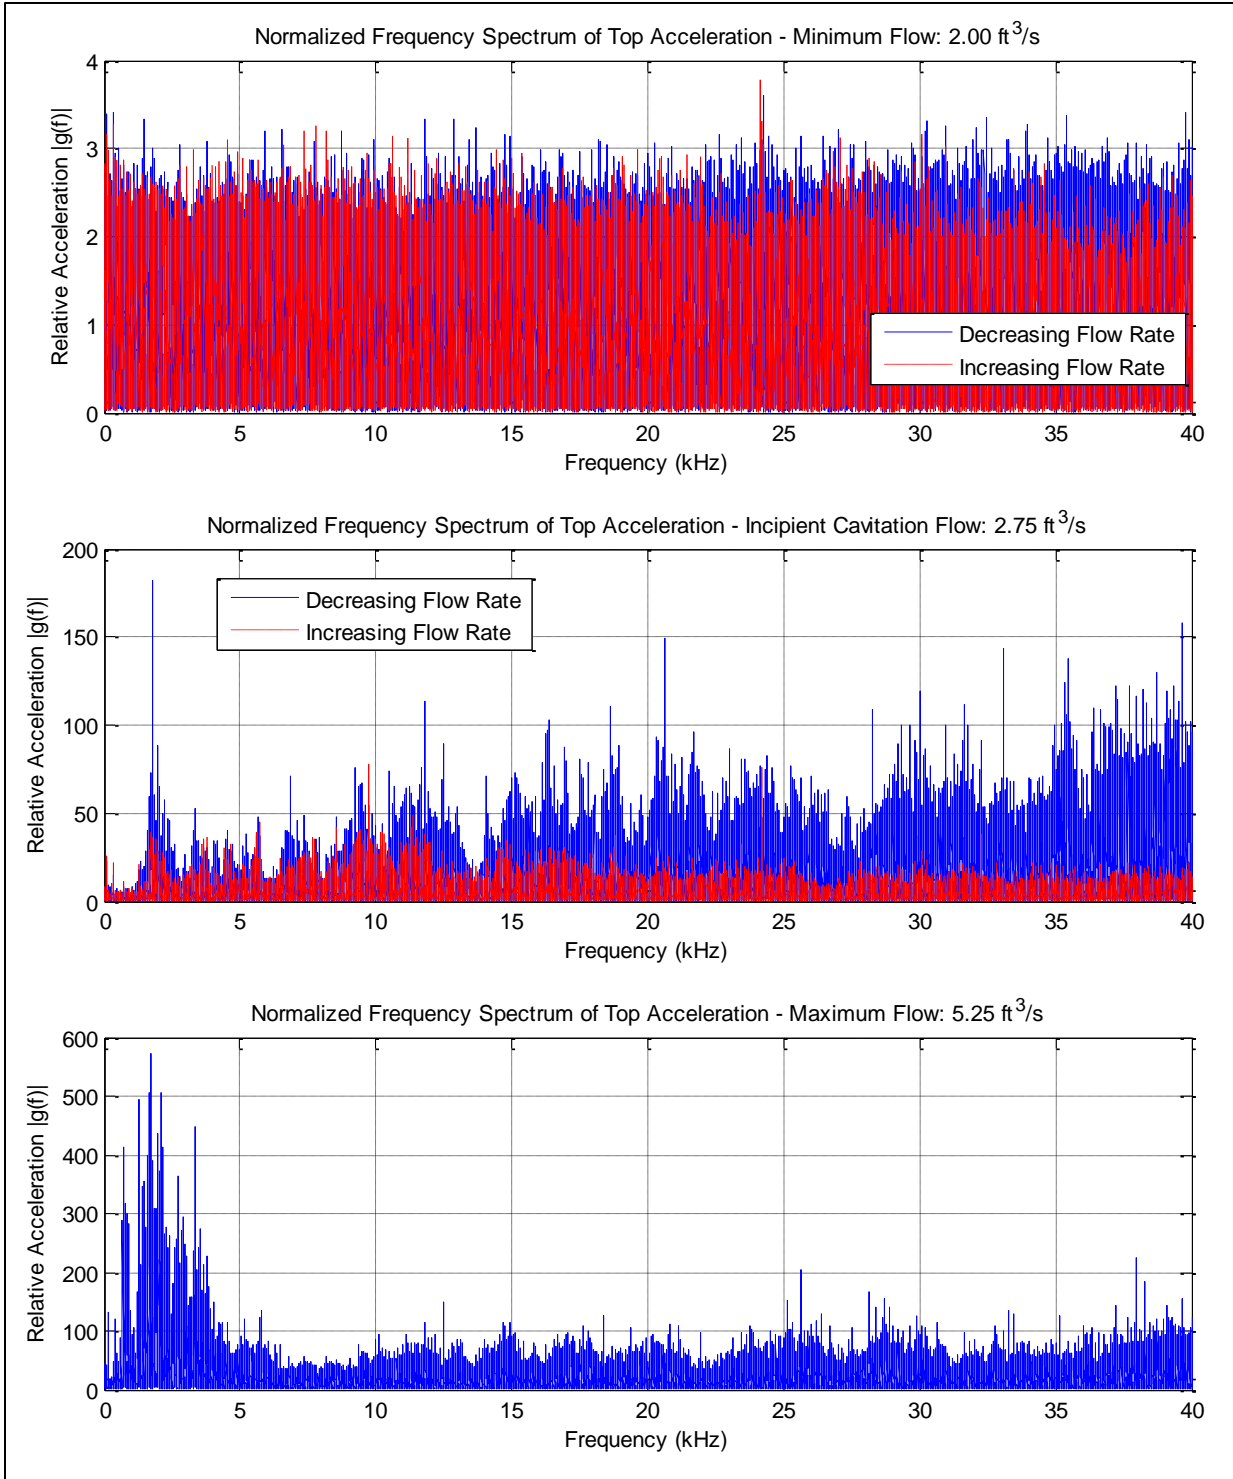 Normalized Frequency Spectrum of Top Acceleration - Minimum Flow: 2.00 ft³/s
4
3
2
1
0
Relative Acceleration |g(f)|
Decreasing Flow Rate
Increasing Flow Rate
0 5 10 15 20 25 30 35 40
Frequency (kHz)
Normalized Frequency Spectrum of Top Acceleration - Incipient Cavitation Flow: 2.75 ft³/s
200
150
100
50
0
Relative Acceleration |g(f)|
Decreasing Flow Rate
Increasing Flow Rate
0 5 10 15 20 25 30 35 40
Frequency (kHz)
Normalized Frequency Spectrum of Top Acceleration - Maximum Flow: 5.25 ft³/s
600
500
400
300
200
100
0
Relative Acceleration |g(f)|
0 5 10 15 20 25 30 35 40
Frequency (kHz)